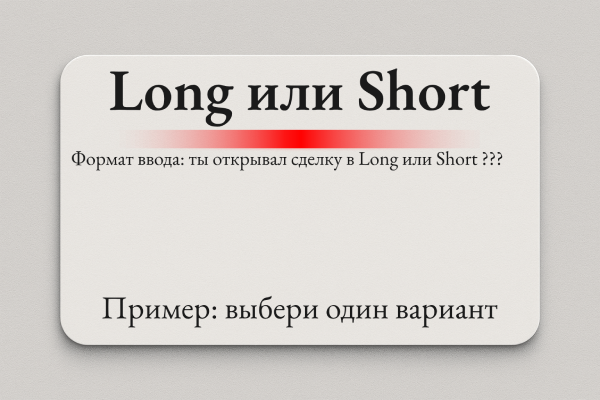 Long или Short
Формат ввода: ты открывал сделку в Long или Short ???
Пример: выбери один вариант